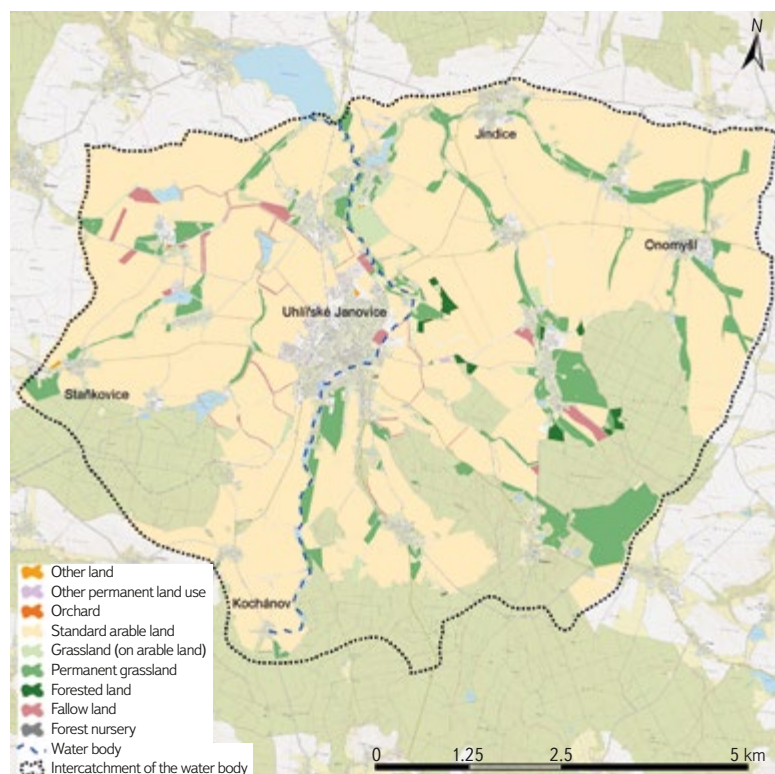 N
Jindice
Onomyšl
Uhlířské Janovice
Staňkovice
Kochánov
Other land
Other permanent land use
Orchard
Standard arable land
Grassland (on arable land)
Permanent grassland
Forested land
Fallow land
Forest nursery
Water body
Intercatchment of the water body
0 1.25 2.5 5 km